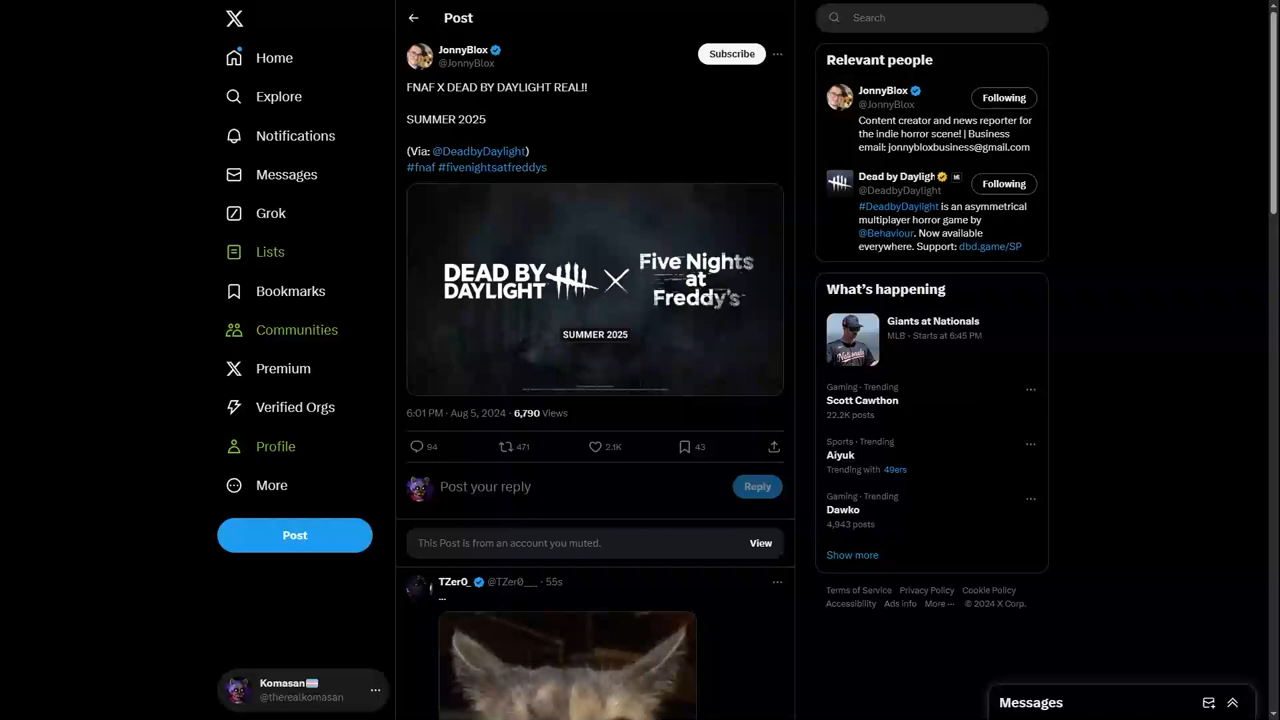 Home
Explore
Notifications
Messages
Grok
Lists
Bookmarks
Communities
Premium
Verified Orgs
Profile
More
Post
Komasan
@therealkomasan
Post
JonnyBlox
@JonnyBlox
Subscribe
FNAF X DEAD BY DAYLIGHT REAL!!
SUMMER 2025
(Via: @DeadbyDaylight)
#fnaf #fivenightsatfreddys
DEAD BY
DAYLIGHT
Five Nights
at
Freddy's
SUMMER 2025
6:01 PM · Aug 5, 2024 · 6,790 Views
94
471
2.1K
43
Post your reply
Reply
This Post is from an account you muted.
View
TZer0_ @TZer0___ · 55s
...
Search
Relevant people
JonnyBlox
@JonnyBlox
Following
Content creator and news reporter for
the indie horror scene! | Business
email: jonnybloxbusiness@gmail.com
Dead by Dayligh
@DeadbyDaylight
Following
#DeadbyDaylight is an asymmetrical
multiplayer horror game by
@Behaviour. Now available
everywhere. Support: dbd.game/SP
What's happening
Giants at Nationals
MLB · Starts at 6:45 PM
Nationals
Gaming · Trending
Scott Cawthon
22.2K posts
Sports · Trending
Aiyuk
Trending with 49ers
Gaming · Trending
Dawko
4,943 posts
Show more
Terms of Service Privacy Policy Cookie Policy
Accessibility Ads info More ··· © 2024 X Corp.
Messages